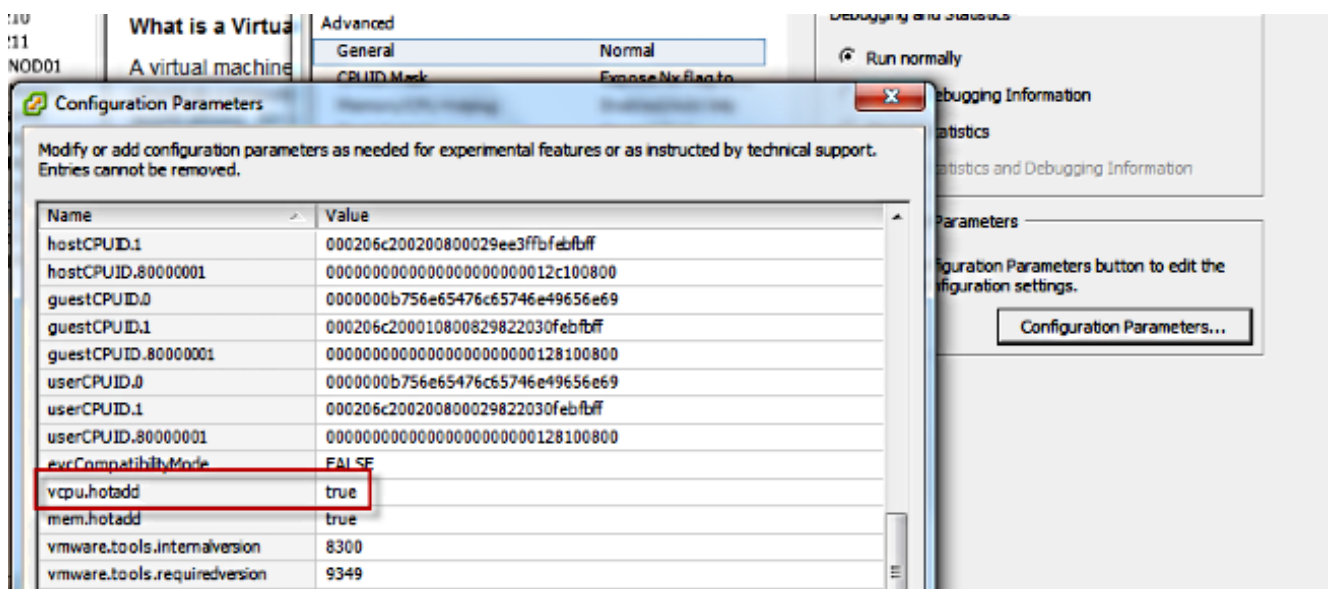 210
211
NOD01
What is a Virtua
A virtual machine
Advanced
General Normal
CPUID Mask Expose Nx flag to
Debugging and Statistics
Run normally
ebugging Information
atistics
atistics and Debugging Information
Parameters
figuration Parameters button to edit the
nfiguration settings.
Configuration Parameters...
Configuration Parameters
Modify or add configuration parameters as needed for experimental features or as instructed by technical support.
Entries cannot be removed.
Name Value
hostCPUID.1 000206c200200800029ee3ffbfebfbff
hostCPUID.80000001 0000000000000000000000012c100800
guestCPUID.0 0000000b756e65476c65746e49656e69
guestCPUID.1 000206c200010800829822030febfbff
guestCPUID.80000001 00000000000000000000000128100800
userCPUID.0 0000000b756e65476c65746e49656e69
userCPUID.1 000206c200200800029822030febfbff
userCPUID.80000001 00000000000000000000000128100800
evcCompatibilityMode FALSE
vcpu.hotadd true
mem.hotadd true
vmware.tools.internalversion 8300
vmware.tools.requiredversion 9349